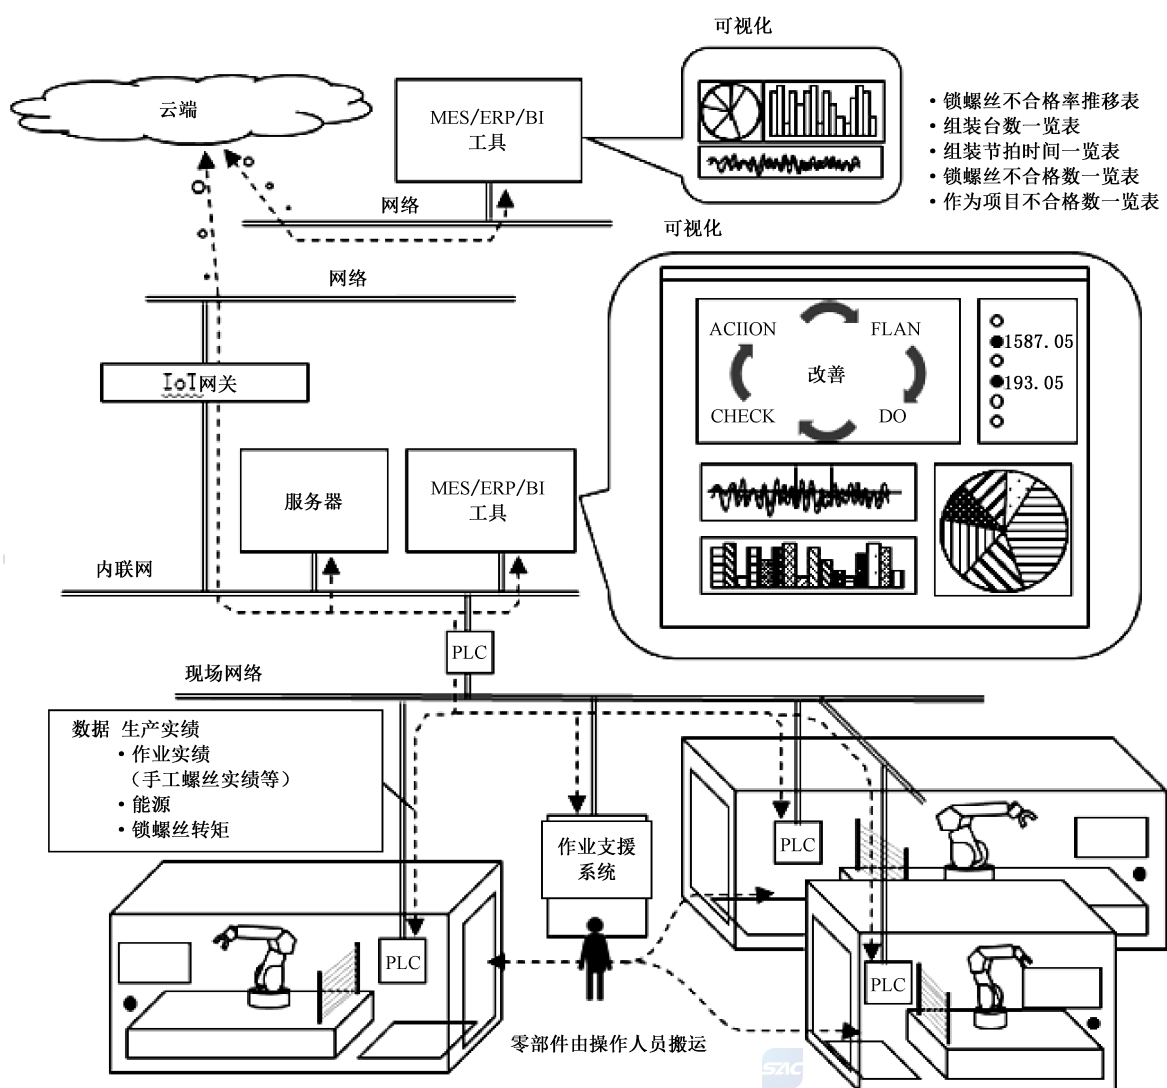 可视化
云端
MES/ERP/BI
工具
·锁螺丝不合格率推移表
·组装台数一览表
·组装节拍时间一览表
·锁螺丝不合格数一览表
·作为项目不合格数一览表
网络
可视化
网络
ACIION
FLAN
1587.05
改善
193.05
CHECK
DO
IoT网关
服务器
MES/ERP/BI
工具
内联网
PLC
现场网络
数据 生产实绩
·作业实绩
（手工螺丝实绩等）
·能源
·锁螺丝转矩
作业支援
系统
PLC
PLC
PLC
零部件由操作人员搬运
SAC